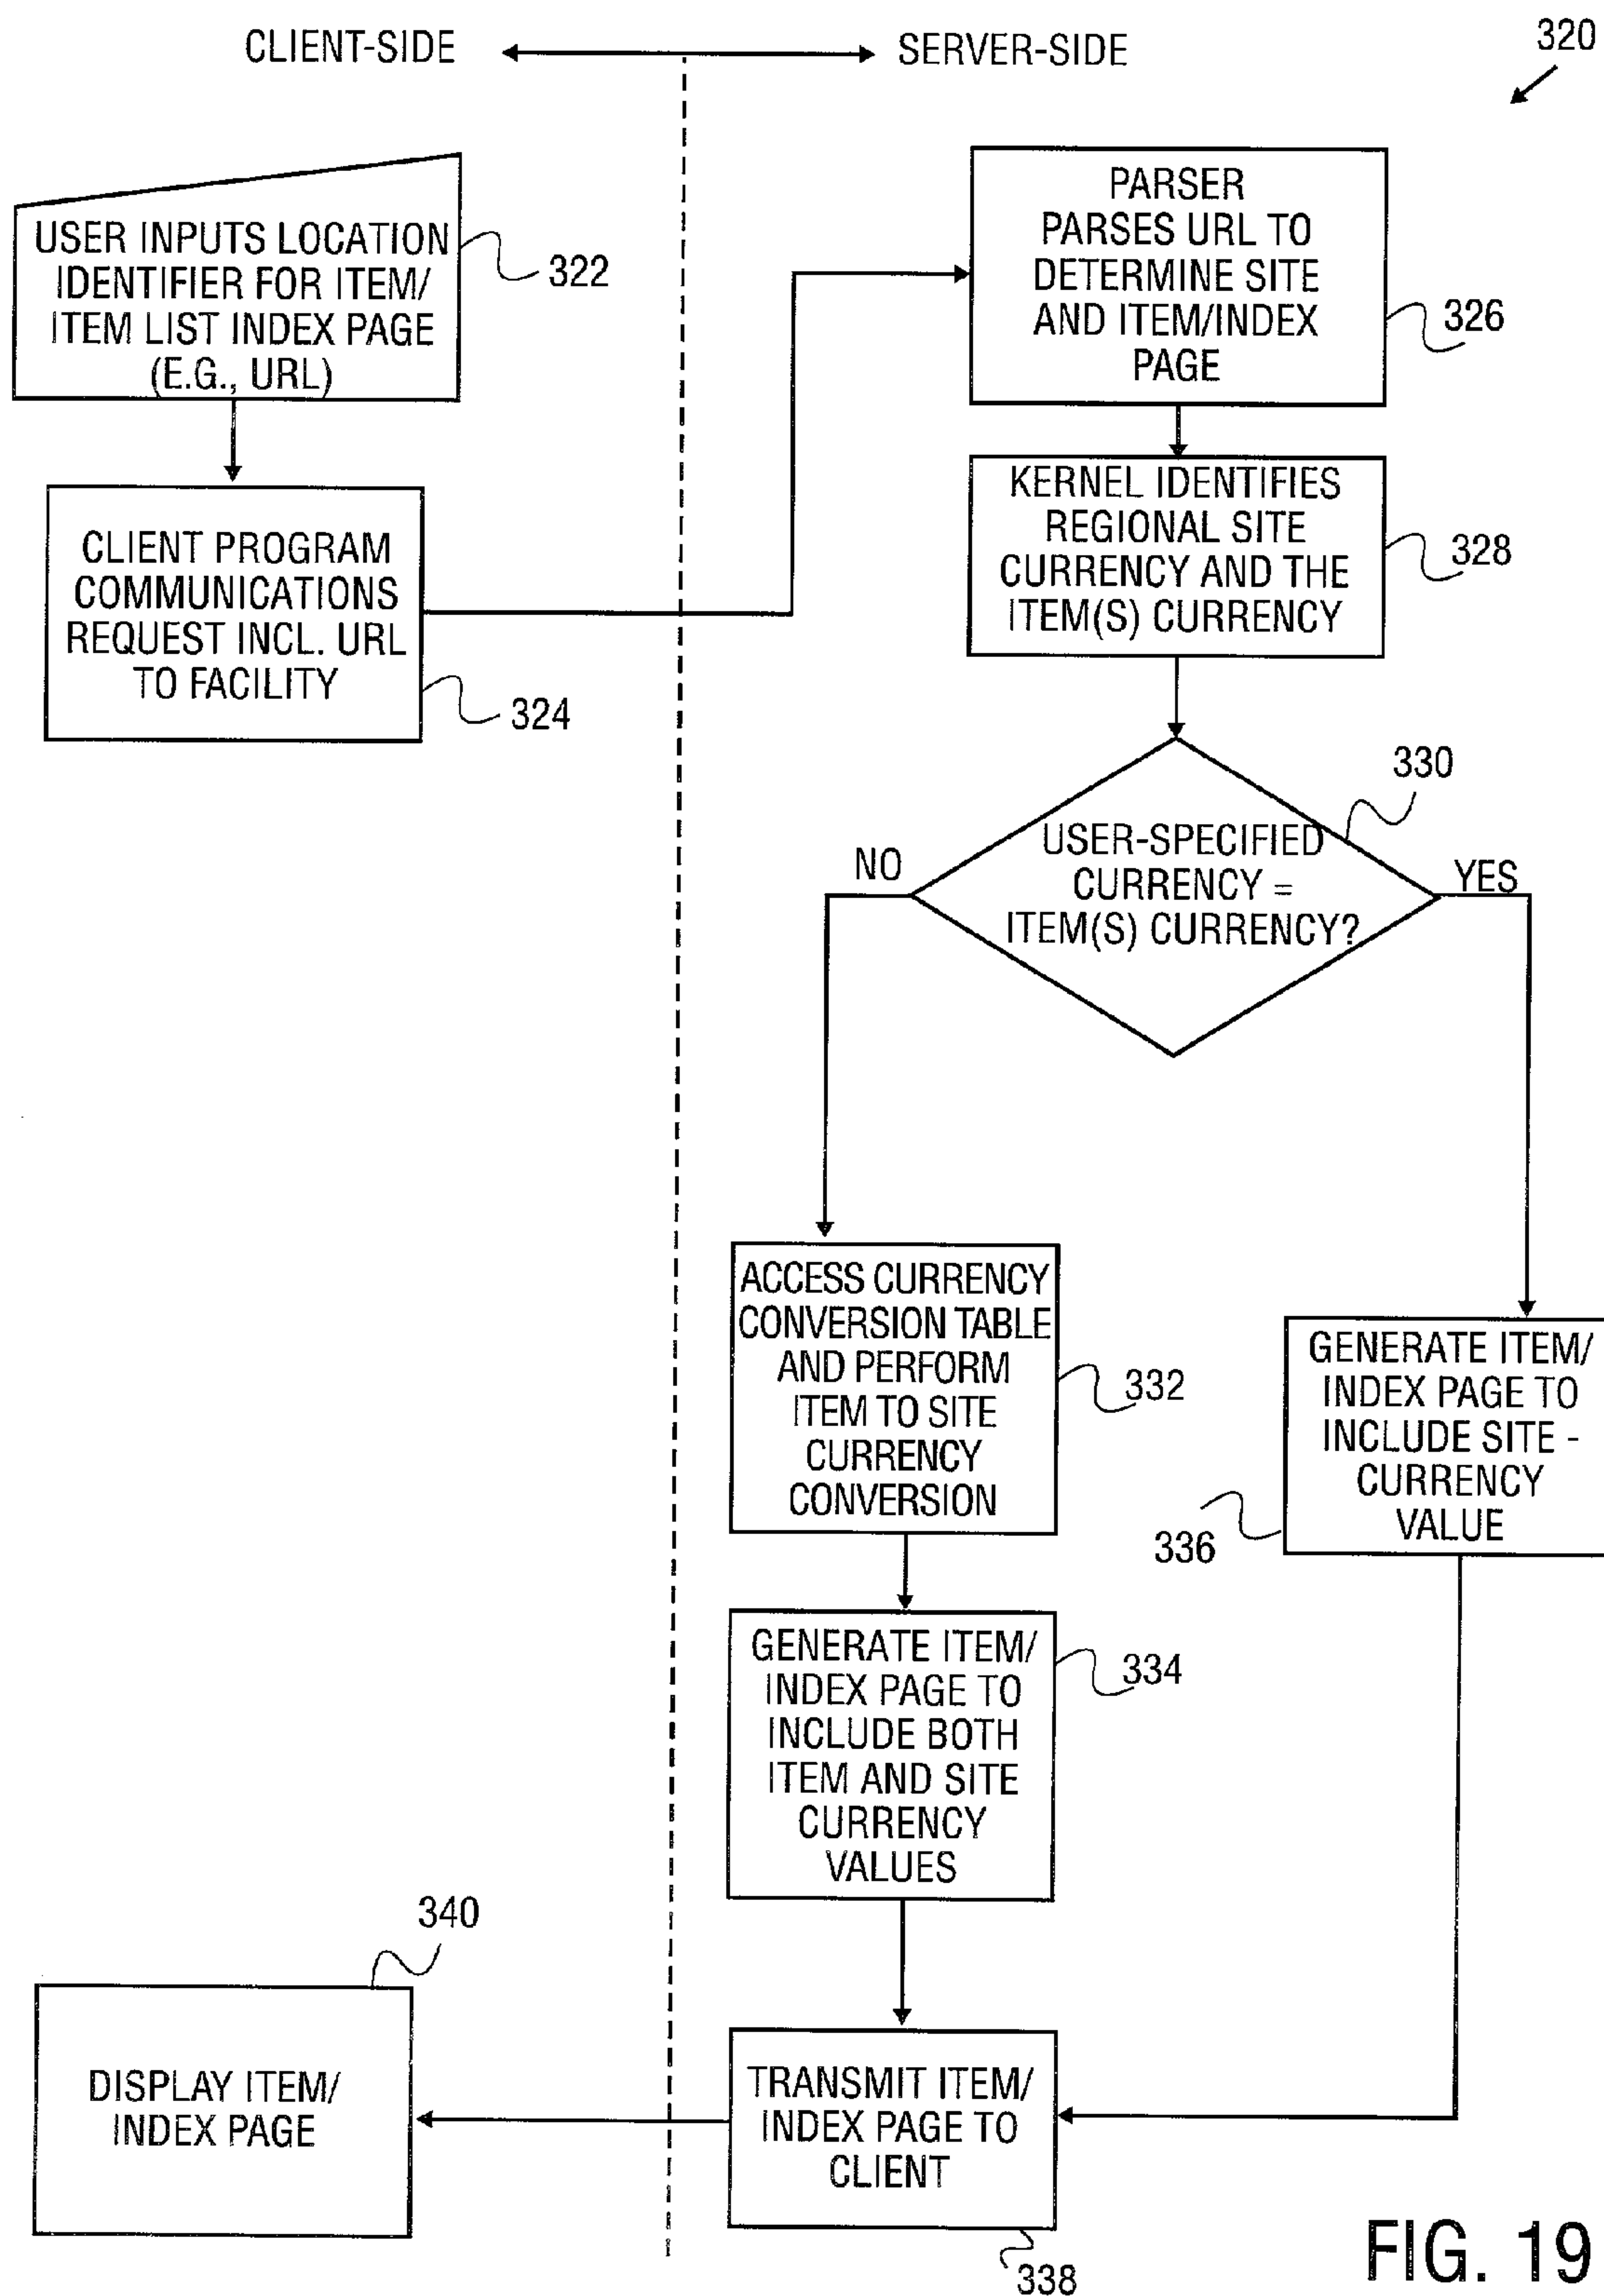 CLIENT-SIDE
SERVER-SIDE
320
USER INPUTS LOCATION
IDENTIFIER FOR ITEM/
ITEM LIST INDEX PAGE
(E.G., URL)
322
CLIENT PROGRAM
COMMUNICATIONS
REQUEST INCL. URL
TO FACILITY
324
PARSER
PARSES URL TO
DETERMINE SITE
AND ITEM/INDEX
PAGE
326
KERNEL IDENTIFIES
REGIONAL SITE
CURRENCY AND THE
ITEM(S) CURRENCY
328
330
USER-SPECIFIED
CURRENCY =
ITEM(S) CURRENCY?
NO
YES
ACCESS CURRENCY
CONVERSION TABLE
AND PERFORM
ITEM TO SITE
CURRENCY
CONVERSION
332
GENERATE ITEM/
INDEX PAGE TO
INCLUDE SITE -
CURRENCY
VALUE
336
GENERATE ITEM/
INDEX PAGE TO
INCLUDE BOTH
ITEM AND SITE
CURRENCY
VALUES
334
340
DISPLAY ITEM/
INDEX PAGE
TRANSMIT ITEM/
INDEX PAGE TO
CLIENT
338
FIG. 19